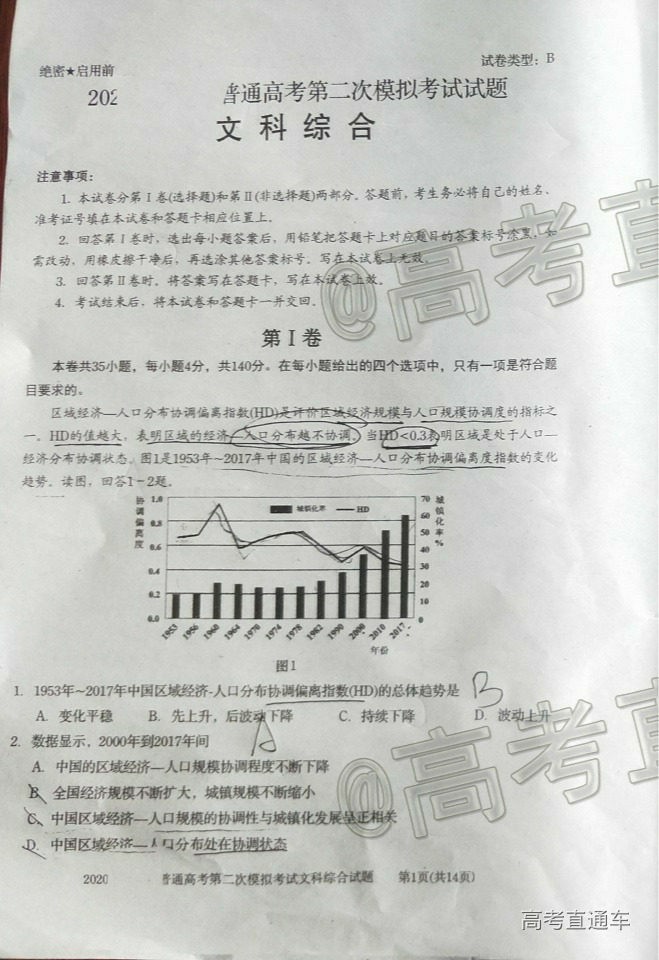 试卷类型：B
绝密★启用前
202 普通高考第二次模拟考试试题
文科综合
注意事项：
1. 本试卷分第Ⅰ卷(选择题)和第Ⅱ(非选择题)两部分。答题前，考生务必将自己的姓名、
准考证号填在本试卷和答题卡相应位置上。
2. 回答第Ⅰ卷时，选出每小题答案后，用铅笔把答题卡上对应题目的答案标号涂黑，如
需改动，用橡皮擦干净后，再选涂其他答案标号。写在本试卷上无效。
3. 回答第Ⅱ卷时。将答案写在答题卡，写在本试卷上效。
4. 考试结束后，将本试卷和答题卡一并交回。
@高考直
第Ⅰ卷
本卷共35小题，每小题4分，共140分。在每小题给出的四个选项中，只有一项是符合题
目要求的。
区域经济—人口分布协调偏离指数(HD)是评价区域经济规模与人口规模协调度的指标之
一。HD的值越大，表明区域的经济—人口分布越不协调。当HD<0.3表明区域是处于人口—
经济分布协调状态。图1是1953年~2017年中国的区域经济—人口分布协调偏离度指数的变化
趋势。读图，回答1-2题。
协调偏离度
城镇化率%
城镇化率 HD
1.0 0.8 0.6 0.4 0.2 0.0
70 60 50 40 30 20 10 0
1953 1956 1960 1964 1970 1974 1978 1982 1990 2000 2010 2017
年份
图1
1. 1953年~2017年中国区域经济-人口分布协调偏离指数(HD)的总体趋势是 B
A. 变化平稳 B. 先上升，后波动下降 C. 持续下降 D. 波动上升
2. 数据显示，2000年到2017年间 A
A. 中国的区域经济—人口规模协调程度不断下降
B、全国经济规模不断扩大，城镇规模不断缩小
C、中国区域经济—人口规模的协调性与城镇化发展呈正相关
D. 中国区域经济—人口分布处在协调状态
@高考直
2020 普通高考第二次模拟考试文科综合试题 第1页(共14页)
高考直通车